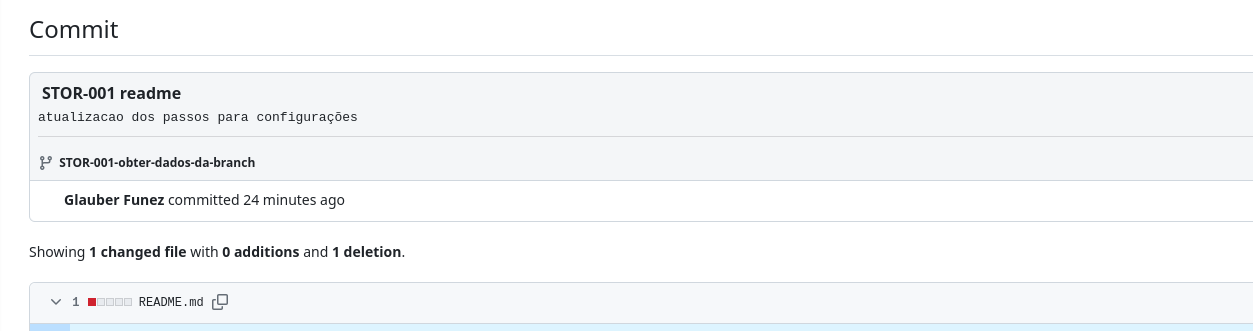 Commit
STOR-001 readme
atualizacao dos passos para configurações
STOR-001-obter-dados-da-branch
Glauber Funez committed 24 minutes ago
Showing 1 changed file with 0 additions and 1 deletion.
1 README.md